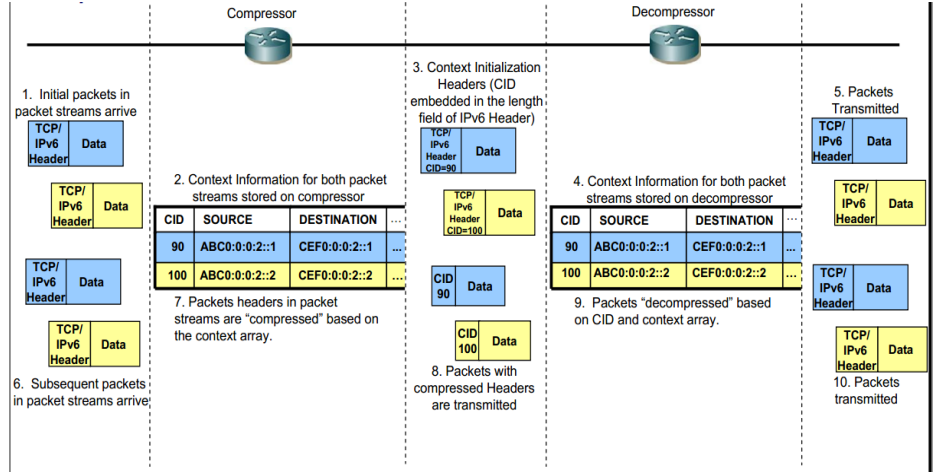 Compressor
Decompressor
1. Initial packets in
packet streams arrive
TCP/
IPv6
Header
Data
TCP/
IPv6
Header
Data
TCP/
IPv6
Header
Data
TCP/
IPv6
Header
Data
6. Subsequent packets
in packet streams arrive
2. Context Information for both packet
streams stored on compressor
CID SOURCE DESTINATION ...
90 ABC0:0:0:2::1 CEF0:0:0:2::1 ...
100 ABC0:0:0:2::2 CEF0:0:0:2::2 ...
7. Packets headers in packet
streams are “compressed” based on
the context array.
3. Context Initialization
Headers (CID
embedded in the length
field of IPv6 Header)
TCP/
IPv6
Header
CID=90
Data
TCP/
IPv6
Header
CID=100
Data
CID
90
Data
CID
100
Data
8. Packets with
compressed Headers
are transmitted
4. Context Information for both packet
streams stored on decompressor
CID SOURCE DESTINATION ...
90 ABC0:0:0:2::1 CEF0:0:0:2::1 ...
100 ABC0:0:0:2::2 CEF0:0:0:2::2 ...
9. Packets “decompressed” based
on CID and context array.
5. Packets
Transmitted
TCP/
IPv6
Header
Data
TCP/
IPv6
Header
Data
TCP/
IPv6
Header
Data
TCP/
IPv6
Header
Data
10. Packets
transmitted